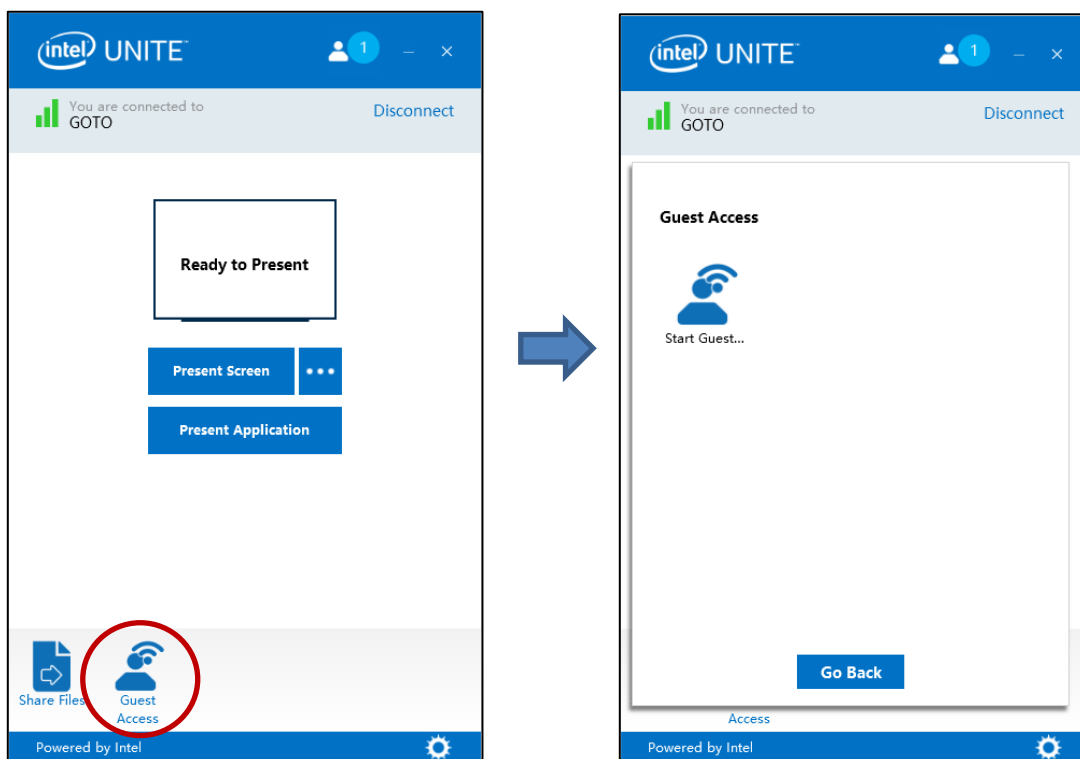 intel UNITE™ 1
You are connected to
GOTO
Disconnect
Ready to Present
Present Screen
Present Application
Share Files
Guest
Access
Powered by Intel
intel UNITE™ 1
You are connected to
GOTO
Disconnect
Guest Access
Start Guest...
Go Back
Access
Powered by Intel